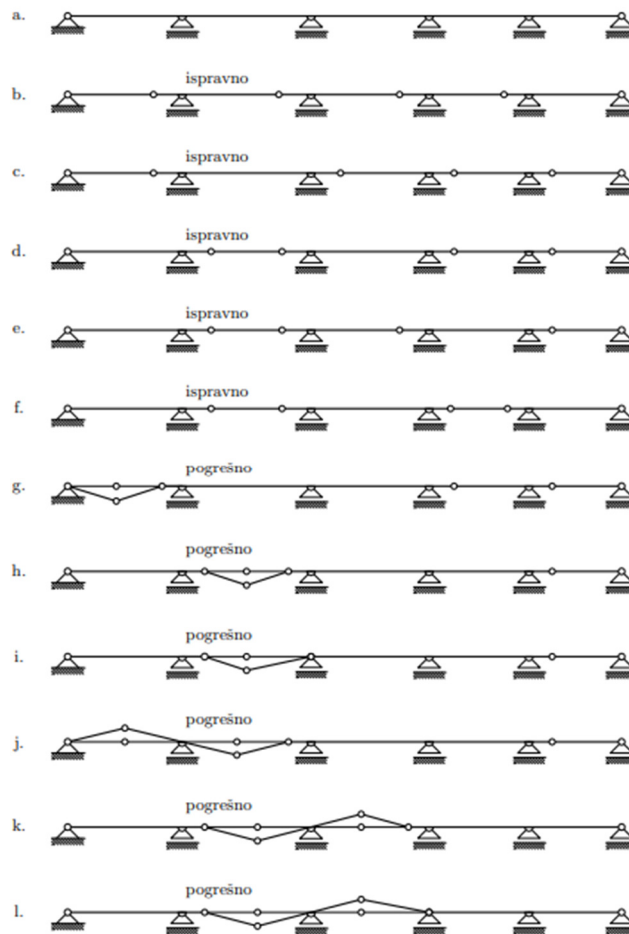 a.
ispravno
b.
ispravno
c.
ispravno
d.
ispravno
e.
ispravno
f.
pogrešno
g.
pogrešno
h.
pogrešno
i.
pogrešno
j.
pogrešno
k.
pogrešno
l.